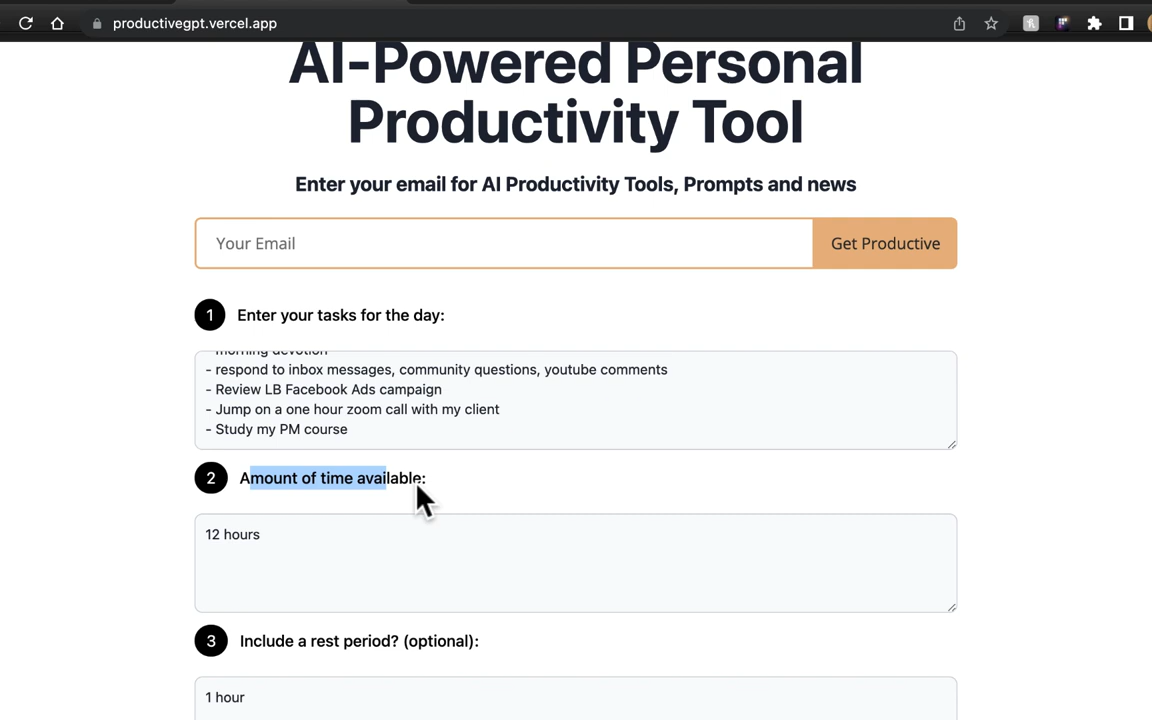 productivegpt.vercel.app
AI-Powered Personal
Productivity Tool
Enter your email for AI Productivity Tools, Prompts and news
Your Email
Get Productive
1 Enter your tasks for the day:
- morning devotion
- respond to inbox messages, community questions, youtube comments
- Review LB Facebook Ads campaign
- Jump on a one hour zoom call with my client
- Study my PM course
2 Amount of time available:
12 hours
3 Include a rest period? (optional):
1 hour